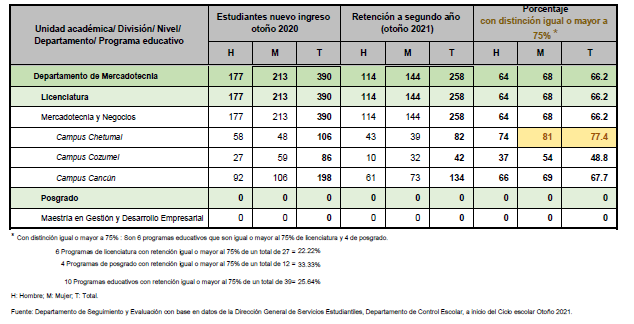 Unidad académica/ División/ Nivel/ Departamento/ Programa educativo
Estudiantes nuevo ingreso otoño 2020
Retención a segundo año (otoño 2021)
Porcentaje con distinción igual o mayor a 75% *
H M T H M T H M T
Departamento de Mercadotecnia 177 213 390 114 144 258 64 68 66.2
Licenciatura 177 213 390 114 144 258 64 68 66.2
Mercadotecnia y Negocios 177 213 390 114 144 258 64 68 66.2
Campus Chetumal 58 48 106 43 39 82 74 81 77.4
Campus Cozumel 27 59 86 10 32 42 37 54 48.8
Campus Cancún 92 106 198 61 73 134 66 69 67.7
Posgrado 0 0 0 0 0 0 0 0 0
Maestria en Gestión y Desarrollo Empresarial 0 0 0 0 0 0 0 0 0
* Con distinción igual o mayor a 75% : Son 6 programas educativos que son igual o mayor al 75% de licenciatura y 4 de posgrado.
6 Programas de licenciatura con retención igual o mayor al 75% de un total de 27 = 22.22%
4 Programas de posgrado con retención igual o mayor al 75% de un total de 12 = 33.33%
10 Programas educativos con retención igual o mayor al 75% de un total de 39= 25.64%
H: Hombre; M: Mujer; T: Total.
Fuente: Departamento de Seguimiento y Evaluación con base en datos de la Dirección General de Servicios Estudiantiles, Departamento de Control Escolar, a inicio del Ciclo escolar Otoño 2021.